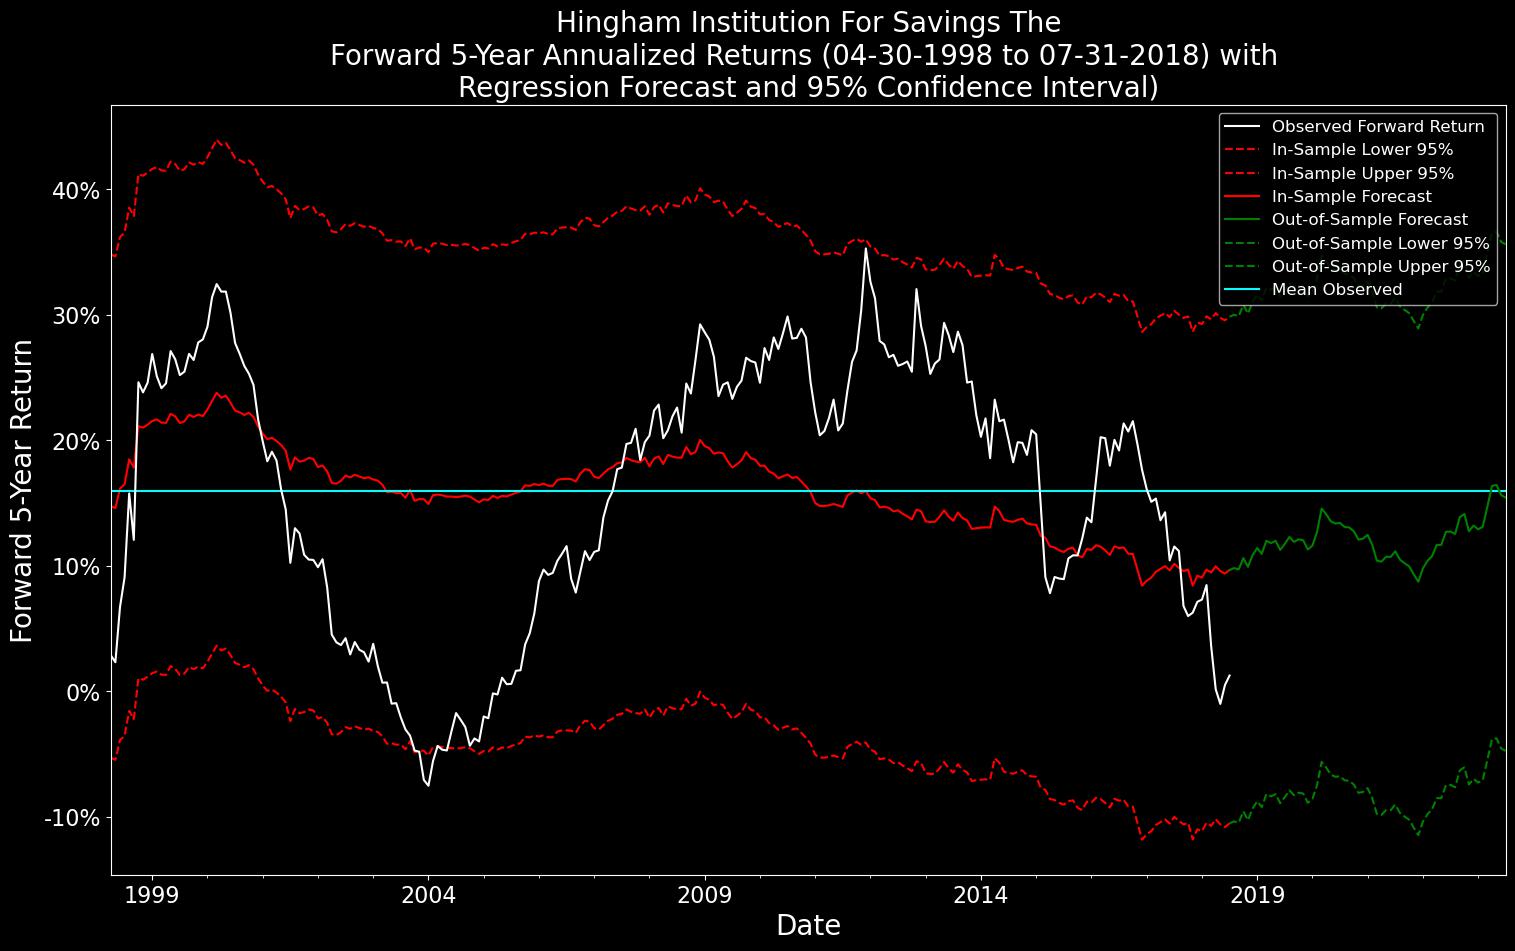 Hingham Institution For Savings The
Forward 5-Year Annualized Returns (04-30-1998 to 07-31-2018) with
Regression Forecast and 95% Confidence Interval)
Observed Forward Return
In-Sample Lower 95%
In-Sample Upper 95%
In-Sample Forecast
Out-of-Sample Forecast
Out-of-Sample Lower 95%
Out-of-Sample Upper 95%
Mean Observed
Forward 5-Year Return
40%
30%
20%
10%
0%
-10%
1999 2004 2009 2014 2019
Date